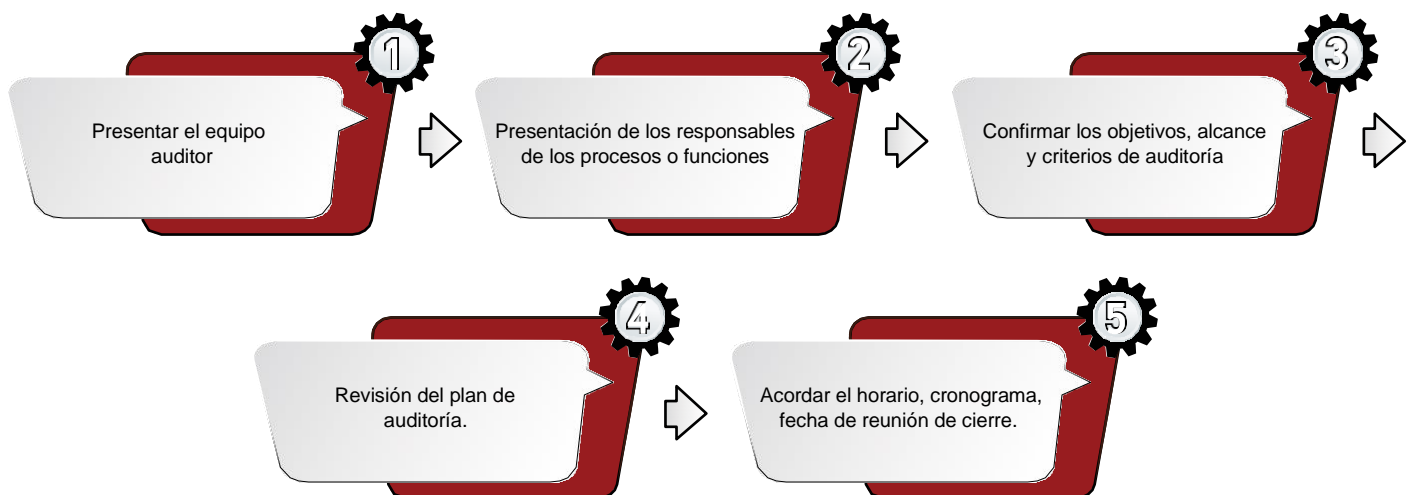 1
Presentar el equipo
auditor
2
Presentación de los responsables
de los procesos o funciones
3
Confirmar los objetivos, alcance
y criterios de auditoría
4
Revisión del plan de
auditoría.
5
Acordar el horario, cronograma,
fecha de reunión de cierre.